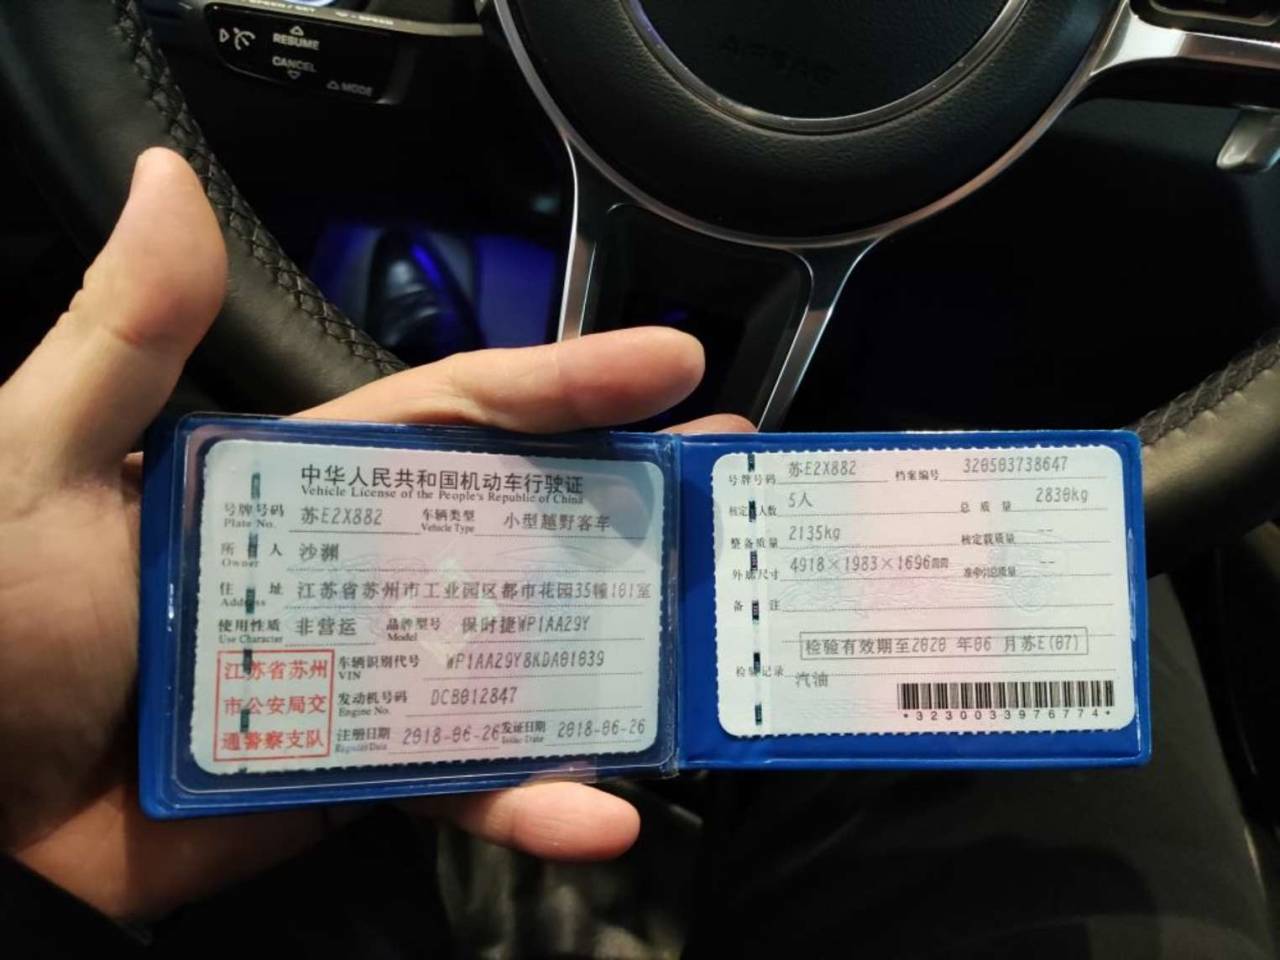 RESUME
CANCEL
MODE
中华人民共和国机动车行驶证
Vehicle License of the People's Republic of China
号牌号码 苏E2X882 车辆类型 小型越野客车
Plate No. Vehicle Type
所有人 沙渊
Owner
住址 江苏省苏州市工业园区都市花园35幢101室
Address
使用性质 非营运 品牌型号 保时捷WP1AA29Y
Use Character Model
江苏省苏州
市公安局交
通警察支队
车辆识别代号 WP1AA29Y8KDA01039
VIN
发动机号码 DCB012847
Engine No.
注册日期 2018-06-26 发证日期 2018-06-26
Register Date Issue Date
号牌号码 苏E2X882 档案编号 320503738647
核定载人数 5人 总质量 2830kg
整备质量 2135kg 核定载质量 --
外廓尺寸 4918×1983×1696mm 准牵引总质量 --
备注
检验有效期至2020 年06 月苏E(07)
检验记录
汽油
*3230033976774*